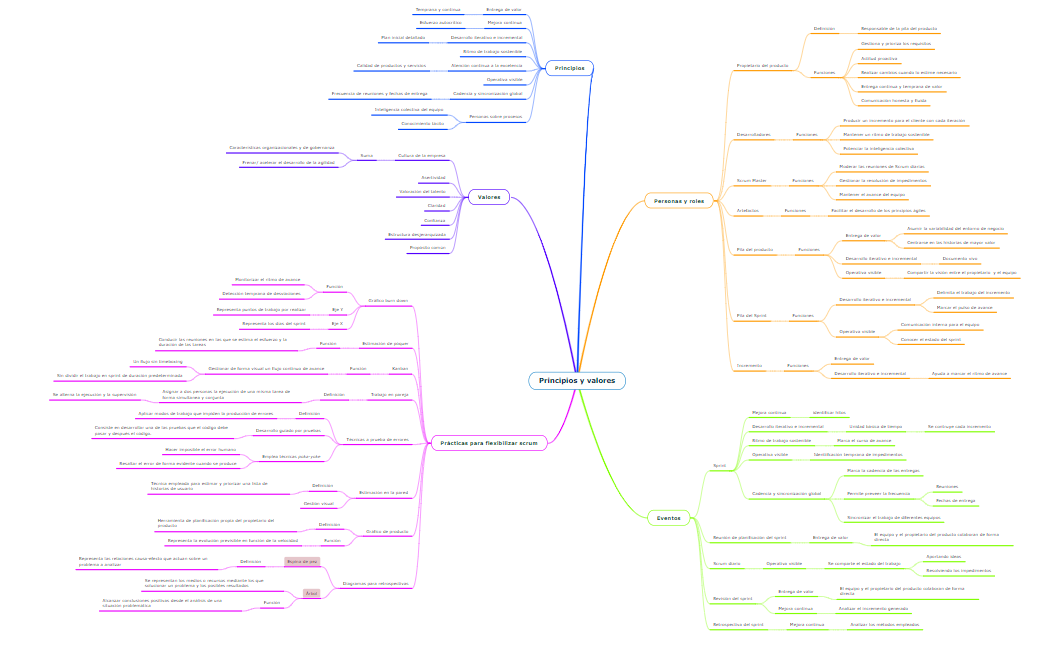 Principios y valores
Principios
Entrega de valor
Temprana y continua
Mejora continua
Esfuerzo autocrítico
Desarrollo iterativo e incremental
Plan inicial detallado
Ritmo de trabajo sostenible
Atención continua a la excelencia
Calidad de productos y servicios
Operativa visible
Cadencia y sincronización global
Frecuencia de reuniones y fechas de entrega
Personas sobre procesos
Inteligencia colectiva del equipo
Conocimiento tácito
Valores
Cultura de la empresa
Suma
Características organizacionales y de gobernanza
Frenan/ aceleran el desarrollo de la agilidad
Asertividad
Valoración del talento
Claridad
Confianza
Estructura desjerarquizada
Propósito común
Prácticas para flexibilizar scrum
Gráfico burn down
Función
Monitorizar el ritmo de avance
Detección temprana de desviaciones
Eje Y
Representa puntos de trabajo por realizar
Eje X
Representa los días del sprint
Estimación de póquer
Función
Conducir las reuniones en las que se estima el esfuerzo y la
duración de las tareas
Kanban
Función
Gestionar de forma visual un flujo continuo de avance
Un flujo sin timeboxing
Sin dividir el trabajo en sprint de duración predeterminada
Trabajo en pareja
Definición
Asignar a dos personas la ejecución de una misma tarea de
forma simultánea y conjunta
Se alterna la ejecución y la supervisión
Técnicas a prueba de errores
Definición
Aplicar modos de trabajo que impiden la producción de errores
Desarrollo guiado por pruebas
Consiste en desarrollar una de las pruebas que el código debe
pasar y después el código.
Empleo técnicas poka-yoke
Hacer imposible el error humano
Resaltar el error de forma evidente cuando se produce
Estimación en la pared
Definición
Técnica empleada para estimar y priorizar una lista de
historias de usuario
Gestión visual
Gráfico de producto
Definición
Herramienta de planificación propia del propietario del
producto
Función
Representa la evolución previsible en función de la velocidad
Diagramas para retrospectivas
Espina de pez
Definición
Representa las relaciones causa-efecto que actúan sobre un
problema a analizar
Árbol
Se representan los medios o recursos mediante los que
solucionar un problema y los posibles resultados
Función
Alcanzar conclusiones positivas desde el análisis de una
situación problemática
Personas y roles
Propietario del producto
Definición
Responsable de la pila del producto
Funciones
Gestiona y prioriza los requisitos
Actitud proactiva
Realizar cambios cuando lo estime necesario
Entrega continua y temprana de valor
Comunicación honesta y fluida
Desarrolladores
Funciones
Producir un incremento para el cliente con cada iteración
Mantener un ritmo de trabajo sostenible
Potenciar la inteligencia colectiva
Scrum Master
Funciones
Moderar las reuniones de Scrum diarias
Gestionar la resolución de impedimentos
Mantener el avance del equipo
Artefactos
Funciones
Facilitar el desarrollo de los principios ágiles
Pila del producto
Funciones
Entrega de valor
Asumir la variabilidad del entorno de negocio
Centrarse en las historias de mayor valor
Desarrollo iterativo e incremental
Documento vivo
Operativa visible
Compartir la visión entre el propietario y el equipo
Pila del Sprint
Funciones
Desarrollo iterativo e incremental
Delimita el trabajo del incremento
Marcar el pulso de avance
Operativa visible
Comunicación interna para el equipo
Conocer el estado del sprint
Incremento
Funciones
Entrega de valor
Desarrollo iterativo e incremental
Ayuda a marcar el ritmo de avance
Eventos
Sprint
Mejora continua
Identificar hitos
Desarrollo iterativo e incremental
Unidad básica de tiempo
Se construye cada incremento
Ritmo de trabajo sostenible
Marca el curso de avance
Operativa visible
Identificación temprana de impedimentos
Cadencia y sincronización global
Marca la cadencia de las entregas
Permite preveer la frecuencia
Reuniones
Fechas de entrega
Sincronizar el trabajo de diferentes equipos
Reunión de planificación del sprint
Entrega de valor
El equipo y el propietario del producto colaboran de forma
directa
Scrum diario
Operativa visible
Se comparte el estado del trabajo
Aportando ideas
Resolviendo los impedimentos
Revisión del sprint
Entrega de valor
El equipo y el propietario del producto colaboran de forma
directa
Mejora continua
Analizar el incremento generado
Retrospectiva del sprint
Mejora continua
Analizar los métodos empleados